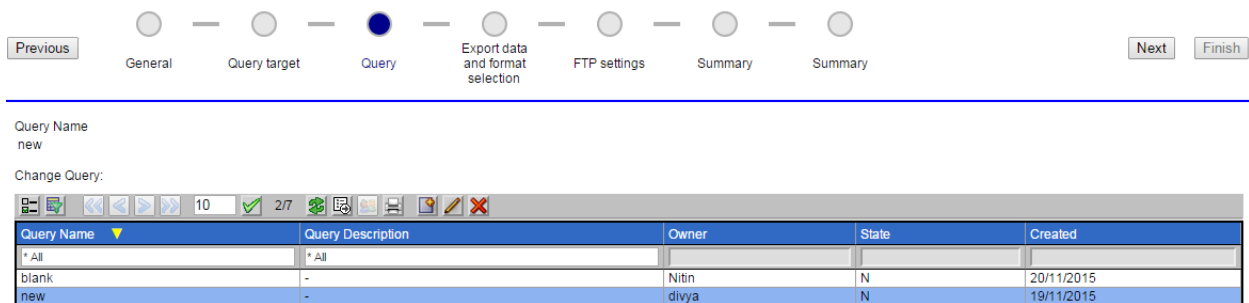 Previous
General
Query target
Query
Export data
and format
selection
FTP settings
Summary
Summary
Next
Finish
Query Name
new
Change Query:
10 2/7
Query Name Query Description Owner State Created
* All * All
blank - Nitin N 20/11/2015
new - divya N 19/11/2015